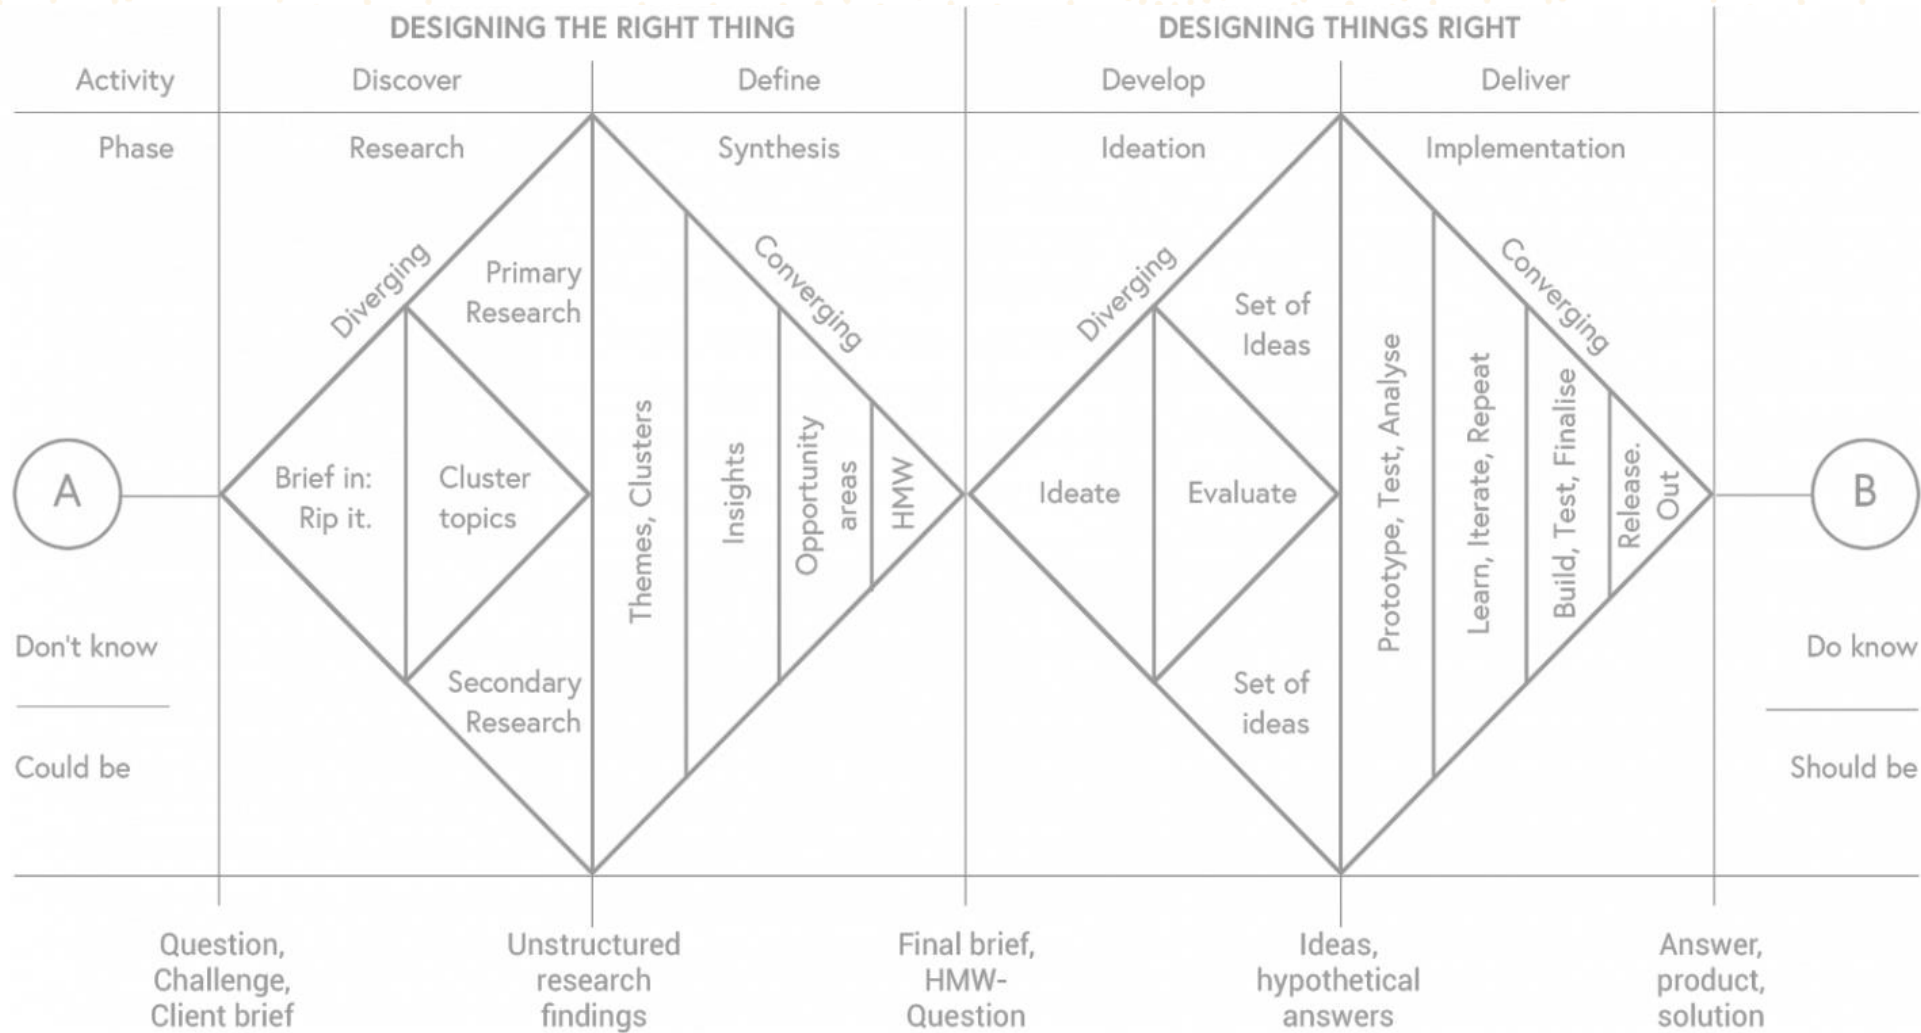 DESIGNING THE RIGHT THING
DESIGNING THINGS RIGHT
Activity
Discover
Define
Develop
Deliver
Phase
Research
Synthesis
Ideation
Implementation
Diverging
Primary
Research
Converging
Diverging
Set of
Ideas
Converging
A
Brief in:
Rip it.
Cluster
topics
Themes, Clusters
Insights
Opportunity
areas
HMW
Ideate
Evaluate
Prototype, Test, Analyse
Learn, Iterate, Repeat
Build, Test, Finalise
Release.
Out
B
Don't know
Could be
Secondary
Research
Set of
ideas
Do know
Should be
Question,
Challenge,
Client brief
Unstructured
research
findings
Final brief,
HMW-
Question
Ideas,
hypothetical
answers
Answer,
product,
solution